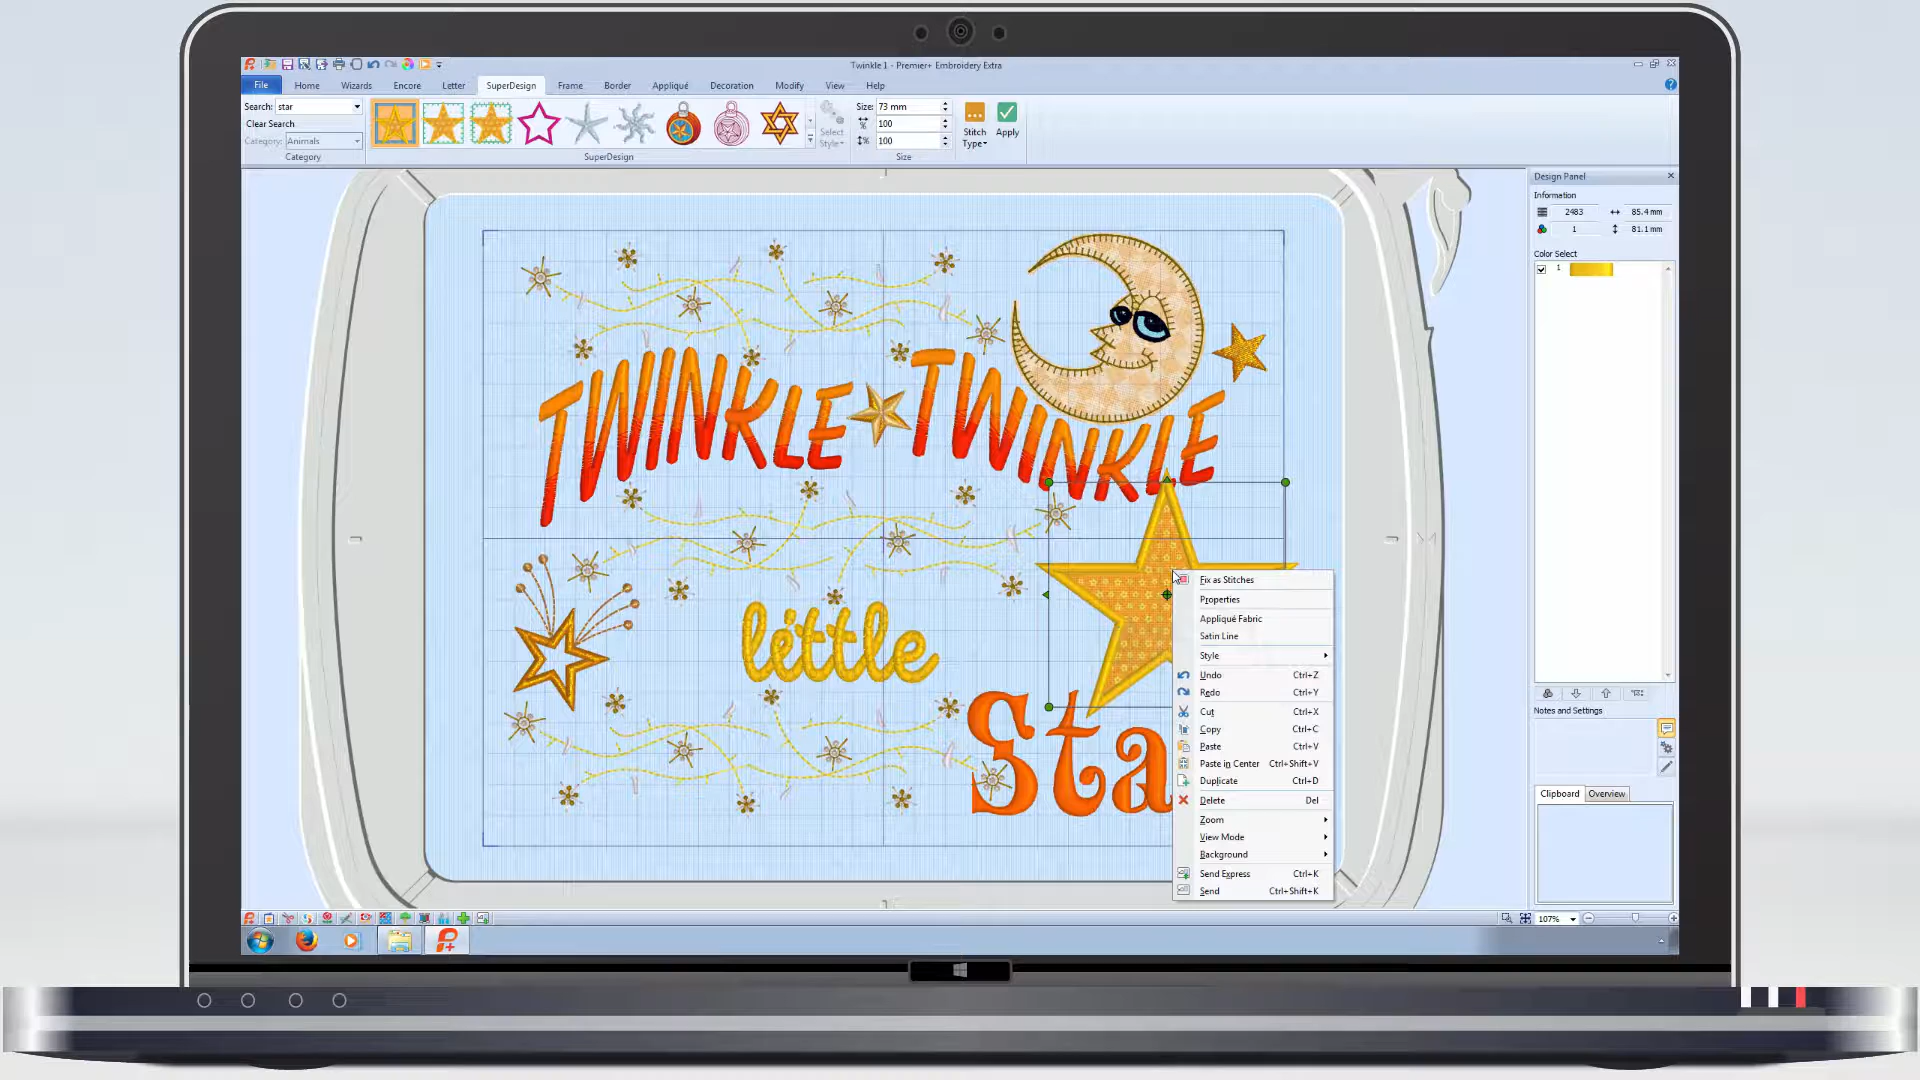 Twinkle 1 - Premier+ Embroidery Extra
File Home Wizards Encore Letter SuperDesign Frame Border Appliqué Decoration Modify View Help
Search: star
Clear Search
Category: Animals
Category
SuperDesign
Select
Style
Size: 73 mm
% 100
% 100
Size
Stitch
Type
Apply
Design Panel
Information
2483 85.4 mm
1 81.1 mm
Color Select
1
TWINKLE TWINKLE
little
Sta
Fix as Stitches
Properties
Appliqué Fabric
Satin Line
Style
Undo Ctrl+Z
Redo Ctrl+Y
Cut Ctrl+X
Copy Ctrl+C
Paste Ctrl+V
Paste in Center Ctrl+Shift+V
Duplicate Ctrl+D
Delete Del
Zoom
View Mode
Background
Send Express Ctrl+K
Send Ctrl+Shift+K
Notes and Settings
Clipboard Overview
107%